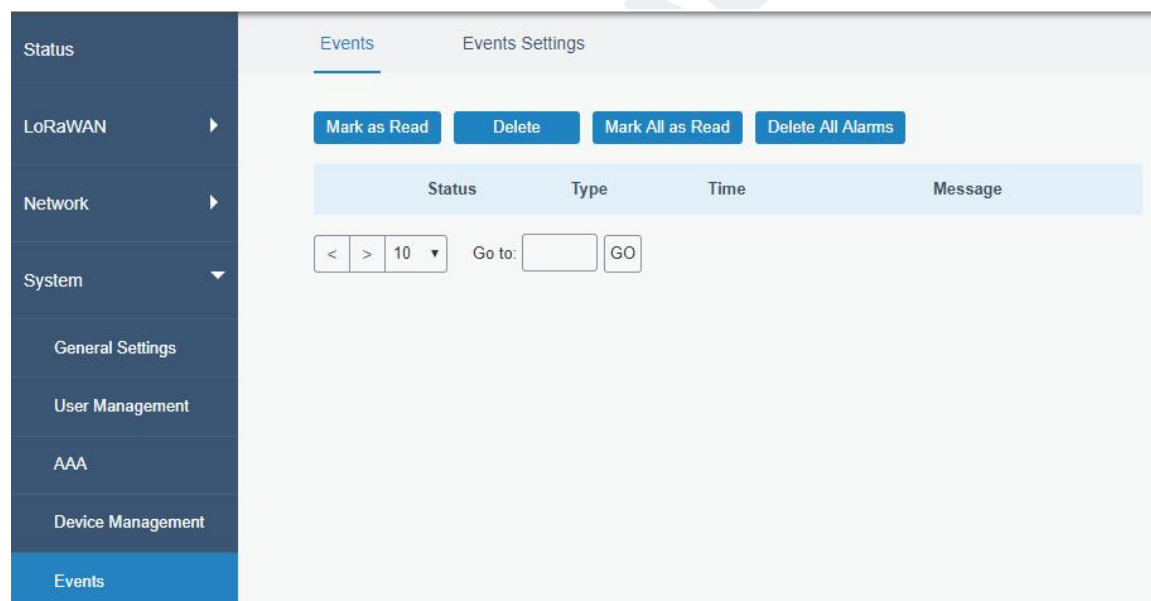 Status
LoRaWAN
Network
System
General Settings
User Management
AAA
Device Management
Events
Events Events Settings
Mark as Read Delete Mark All as Read Delete All Alarms
Status Type Time Message
< > 10 Go to: GO